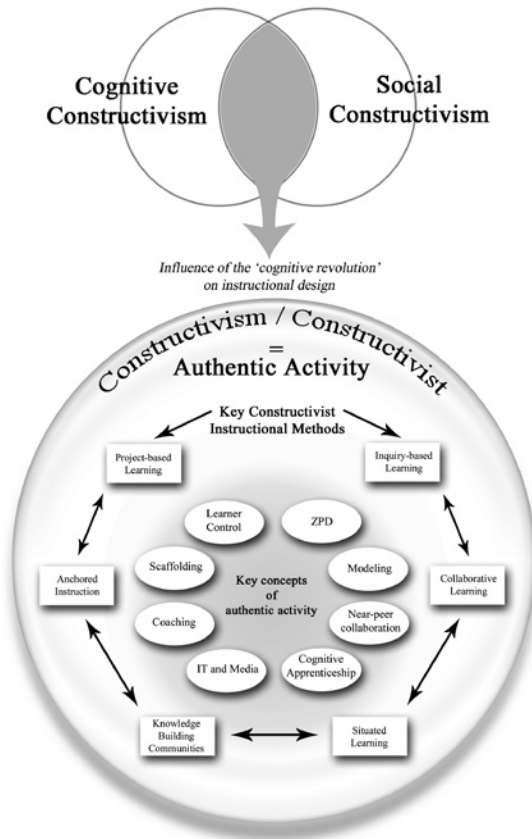 Cognitive
Constructivism
Social
Constructivism
Influence of the ‘cognitive revolution’
on instructional design
Constructivism / Constructivist
=
Authentic Activity
Key Constructivist
Instructional Methods
Project-based
Learning
Inquiry-based
Learning
Learner
Control
ZPD
Scaffolding
Modeling
Anchored
Instruction
Key concepts
of
authentic activity
Collaborative
Learning
Coaching
Near-peer
collaboration
IT and Media
Cognitive
Apprenticeship
Knowledge
Building
Communities
Situated
Learning